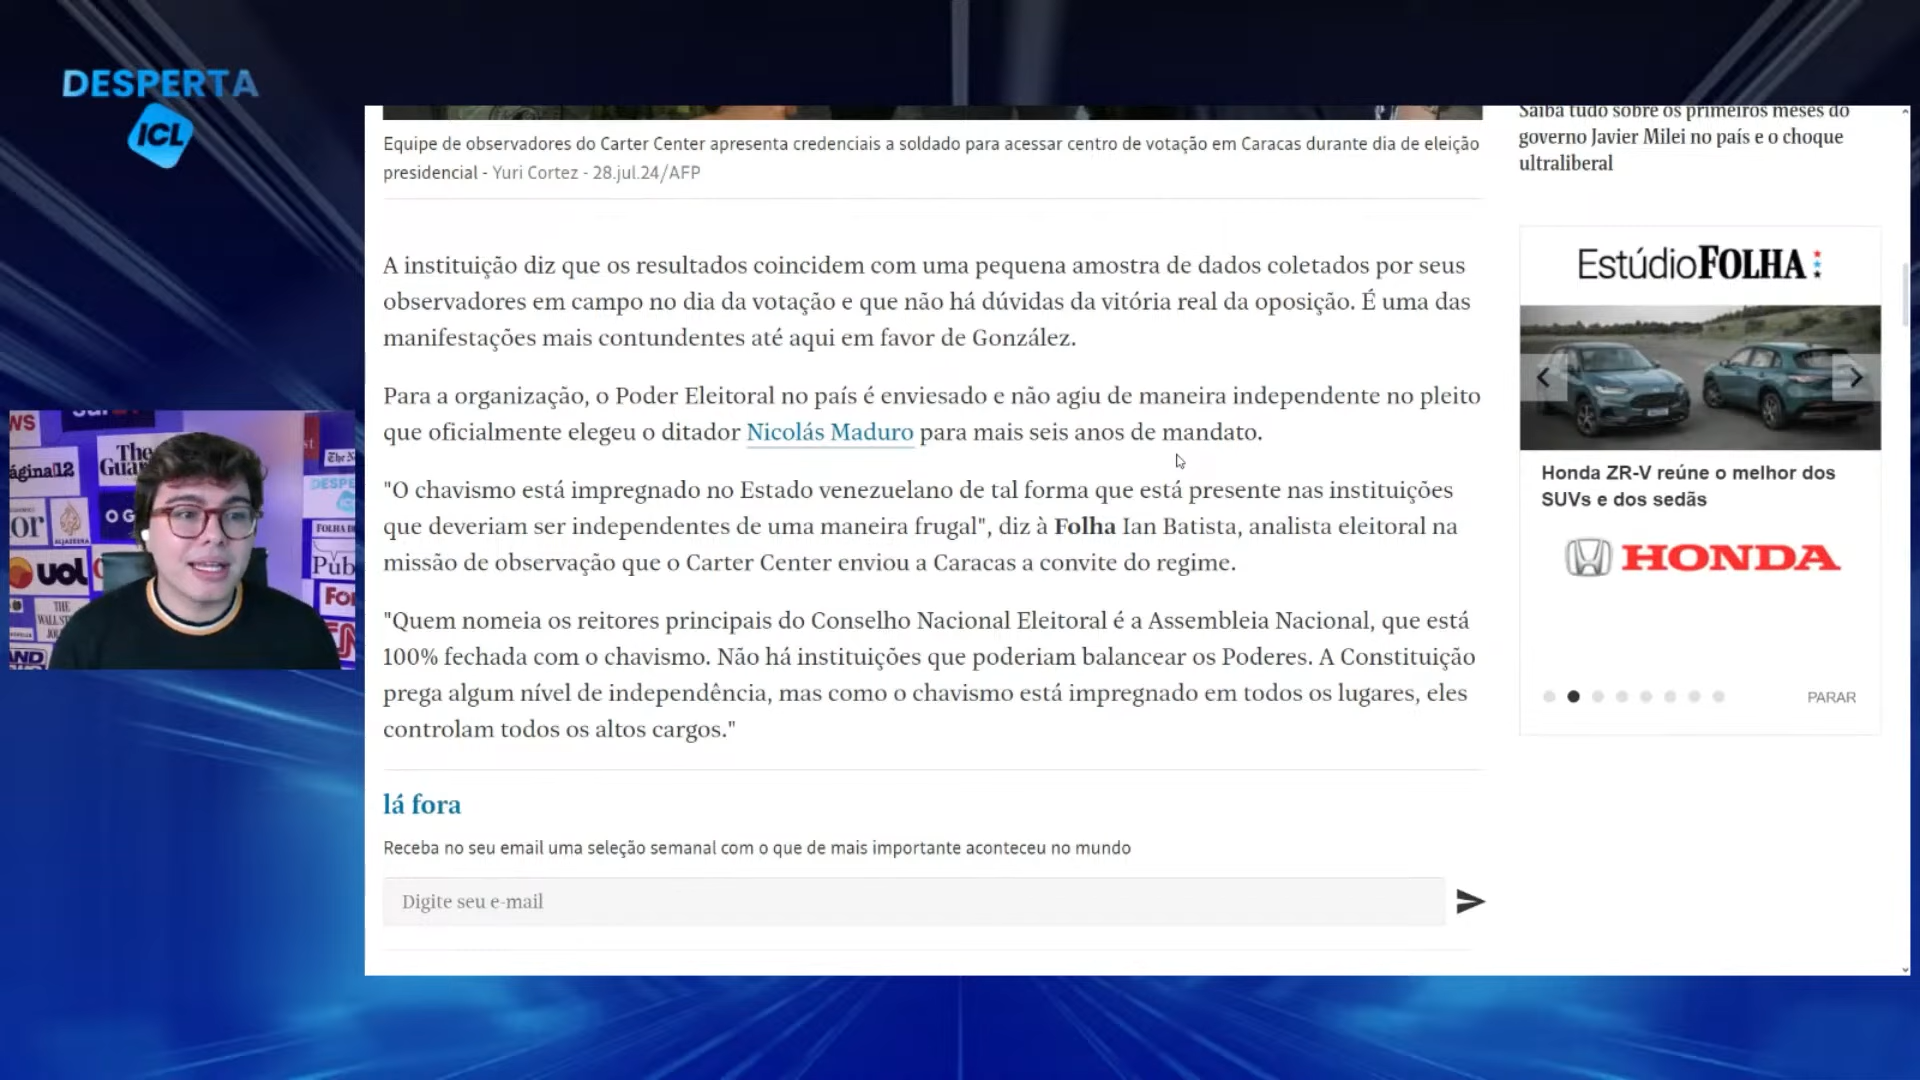 DESPERTA
ICL
Equipe de observadores do Carter Center apresenta credenciais a soldado para acessar centro de votação em Caracas durante dia de eleição
presidencial - Yuri Cortez - 28.jul.24/AFP
A instituição diz que os resultados coincidem com uma pequena amostra de dados coletados por seus
observadores em campo no dia da votação e que não há dúvidas da vitória real da oposição. É uma das
manifestações mais contundentes até aqui em favor de González.
Para a organização, o Poder Eleitoral no país é enviesado e não agiu de maneira independente no pleito
que oficialmente elegeu o ditador Nicolás Maduro para mais seis anos de mandato.
"O chavismo está impregnado no Estado venezuelano de tal forma que está presente nas instituições
que deveriam ser independentes de uma maneira frugal", diz à Folha Ian Batista, analista eleitoral na
missão de observação que o Carter Center enviou a Caracas a convite do regime.
"Quem nomeia os reitores principais do Conselho Nacional Eleitoral é a Assembleia Nacional, que está
100% fechada com o chavismo. Não há instituições que poderiam balancear os Poderes. A Constituição
prega algum nível de independência, mas como o chavismo está impregnado em todos os lugares, eles
controlam todos os altos cargos."
lá fora
Receba no seu email uma seleção semanal com o que de mais importante aconteceu no mundo
Digite seu e-mail
Saiba tudo sobre os primeiros meses do
governo Javier Milei no país e o choque
ultraliberal
EstúdioFOLHA
Honda ZR-V reúne o melhor dos
SUVs e dos sedãs
HONDA
PARAR
The
página12
O G
ALJAZEERA
uol
THE
WALL ST
DESPE
FOLHA D
Púb
Fo